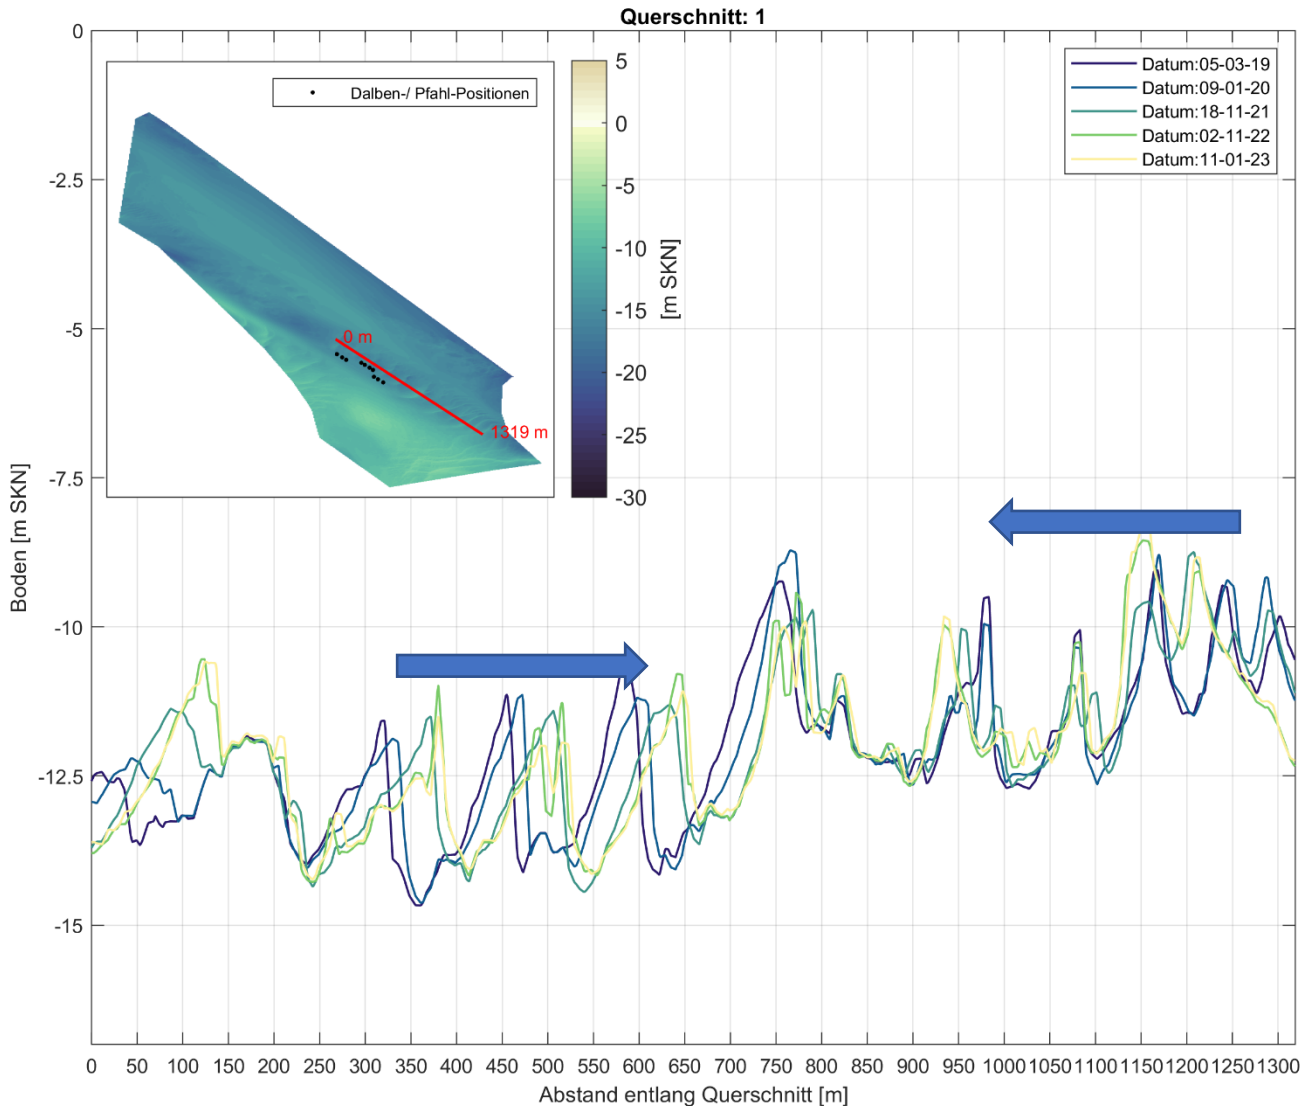 Querschnitt: 1
0
-2.5
-5
-7.5
-10
-12.5
-15
Boden [m SKN]
Dalben-/ Pfahl-Positionen
0 m
1319 m
5
0
-5
-10
-15
-20
-25
-30
[m SKN]
Datum:05-03-19
Datum:09-01-20
Datum:18-11-21
Datum:02-11-22
Datum:11-01-23
0 50 100 150 200 250 300 350 400 450 500 550 600 650 700 750 800 850 900 950 1000 1050 1100 1150 1200 1250 1300
Abstand entlang Querschnitt [m]